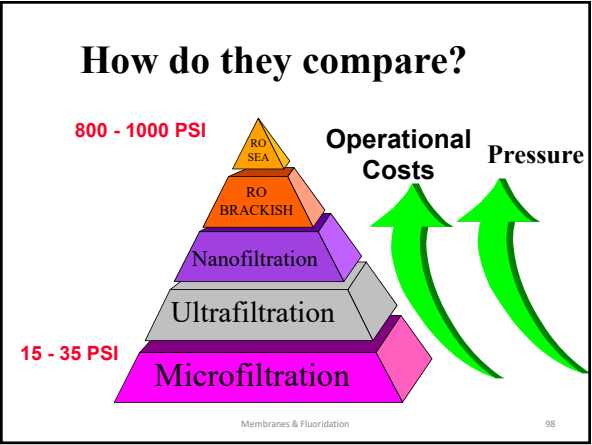 How do they compare?
800 - 1000 PSI
RO
SEA
Operational
Costs
Pressure
RO
BRACKISH
Nanofiltration
Ultrafiltration
15 - 35 PSI
Microfiltration
Membranes & Fluoridation
98